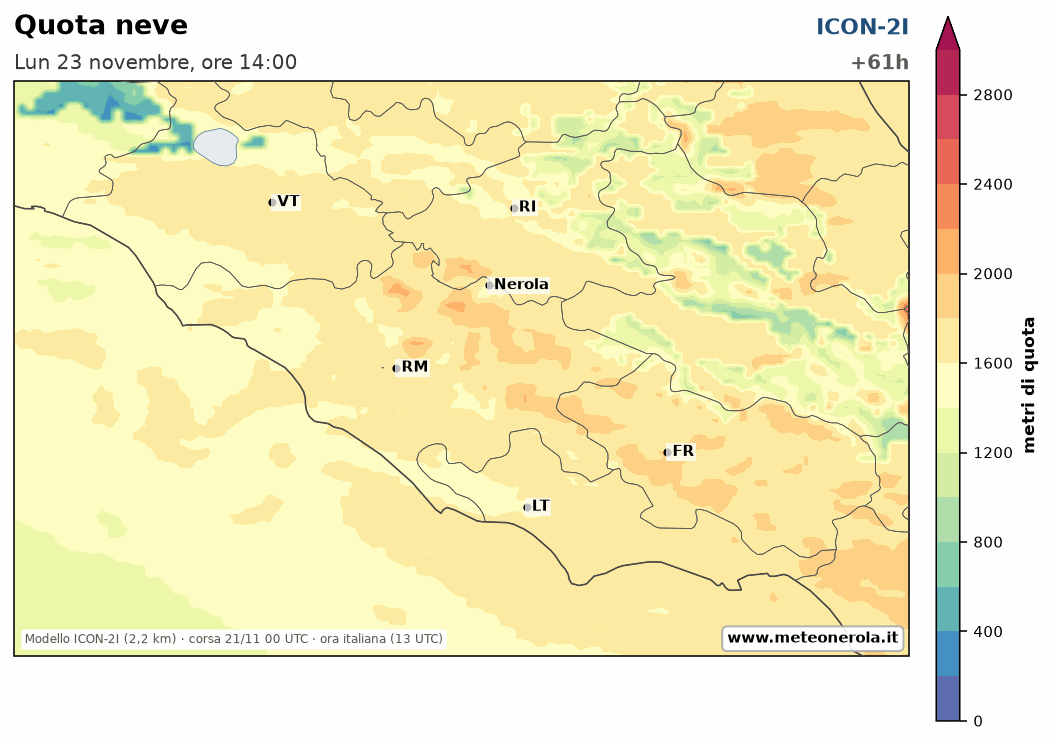 Quota neve
ICON-2I
Lun 23 novembre, ore 14:00
+61h
2800
2400
2000
1600
1200
800
400
0
metri di quota
VT
RI
Nerola
RM
FR
LT
Modello ICON-2I (2,2 km) · corsa 21/11 00 UTC · ora italiana (13 UTC)
www.meteonerola.it